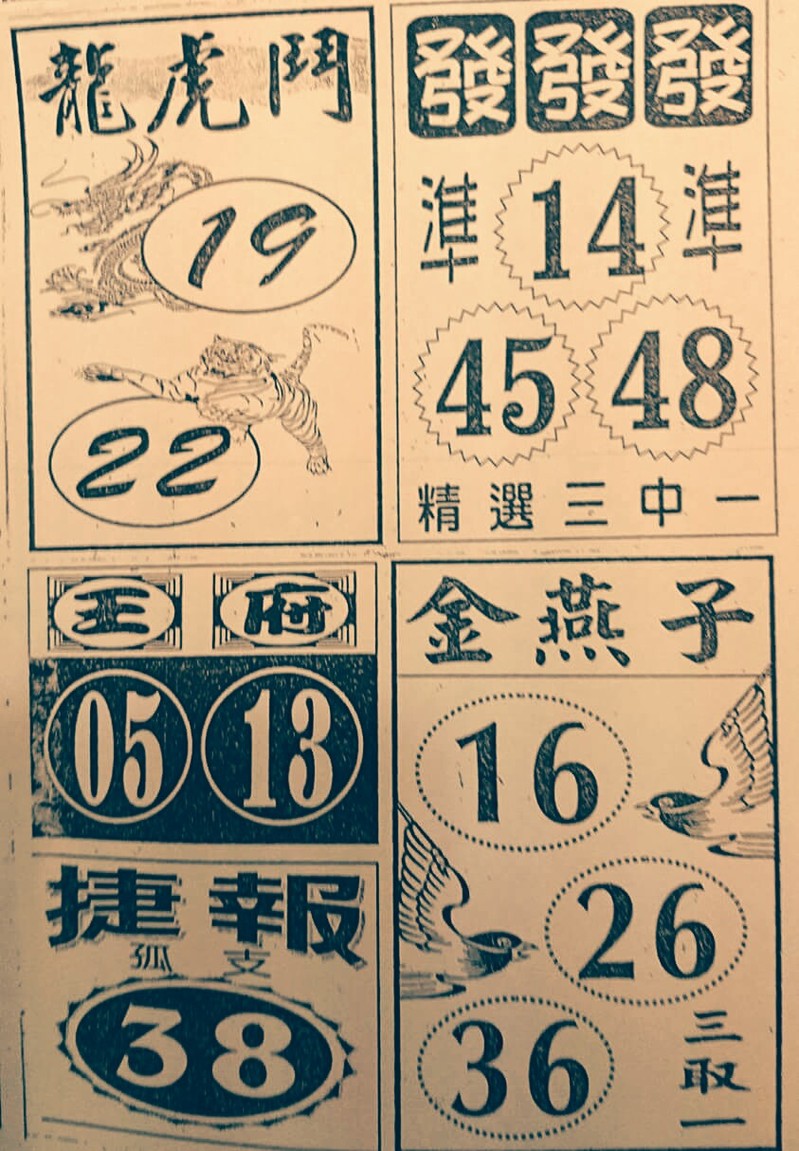 龍虎鬥
19
22
發發發
準 14 準
45 48
精選三中一
王府
05 13
捷報
孤支
38
金燕子
16
26
36
三取一